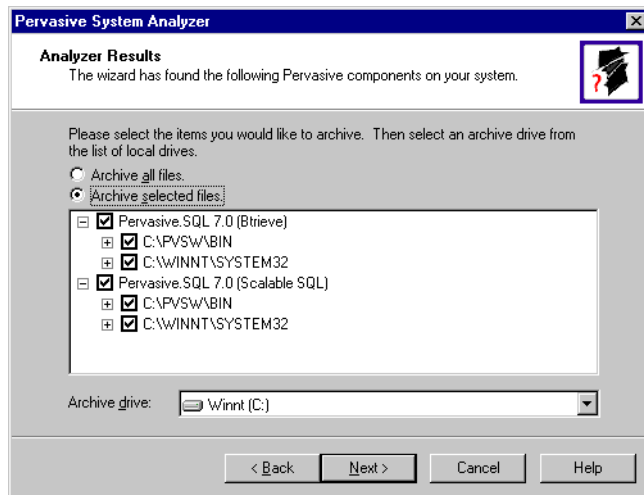 Pervasive System Analyzer
Analyzer Results
The wizard has found the following Pervasive components on your system.
?
Please select the items you would like to archive. Then select an archive drive from
the list of local drives.
Archive all files.
Archive selected files.
Pervasive.SQL 7.0 (Btrieve)
C:\PVSW\BIN
C:\WINNT\SYSTEM32
Pervasive.SQL 7.0 (Scalable SQL)
C:\PVSW\BIN
C:\WINNT\SYSTEM32
Archive drive: Winnt (C:)
< Back Next > Cancel Help